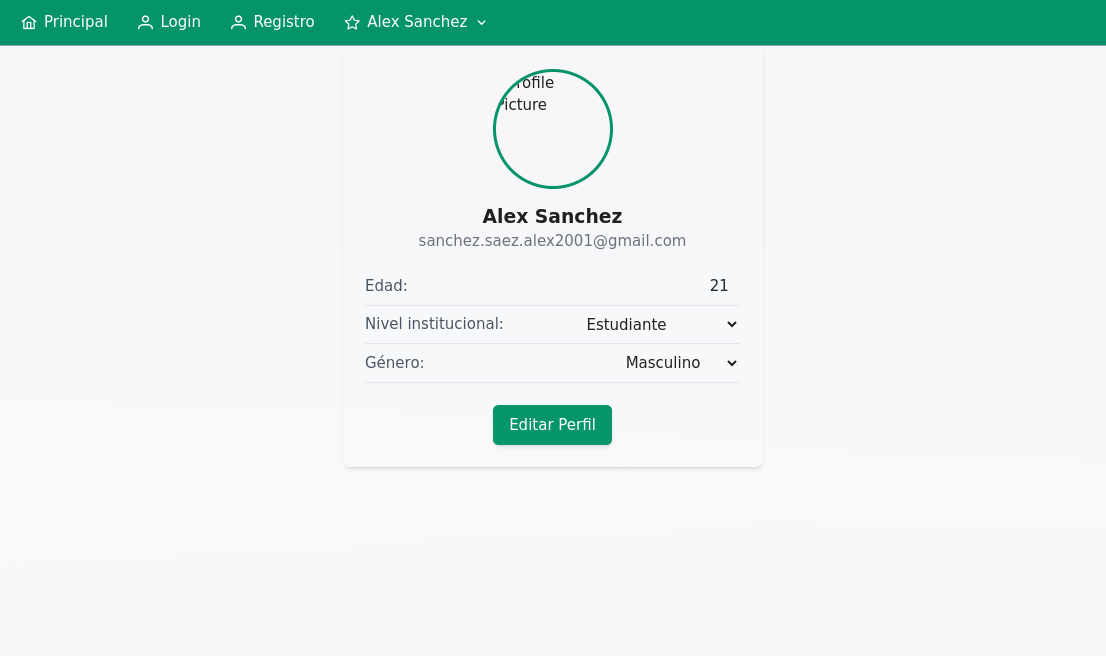 Principal Login Registro Alex Sanchez
rofile
icture
Alex Sanchez
sanchez.saez.alex2001@gmail.com
Edad: 21
Nivel institucional: Estudiante
Género: Masculino
Editar Perfil